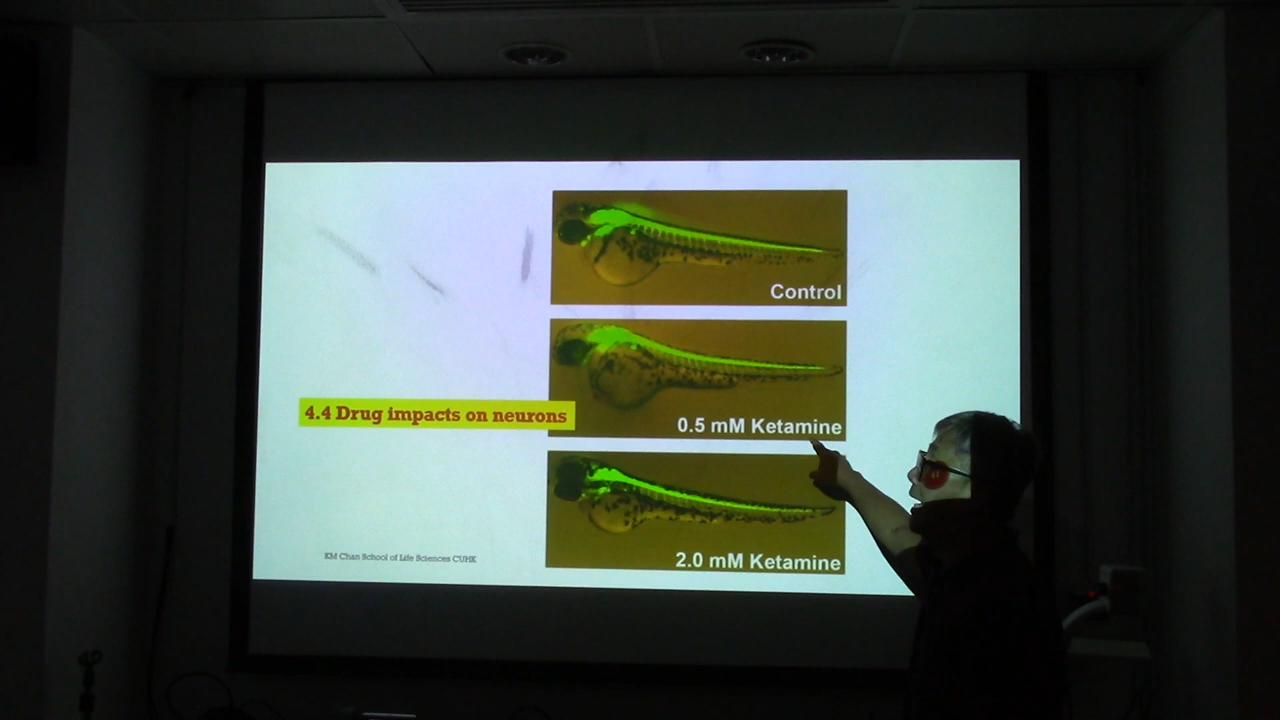 Control
4.4 Drug impacts on neurons
0.5 mM Ketamine
2.0 mM Ketamine
KM Chan School of Life Sciences CUHK